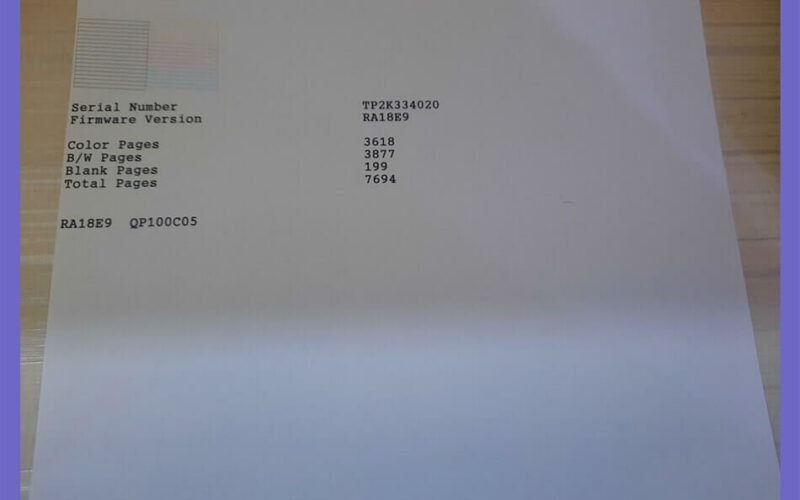 Serial Number TP2K334020
Firmware Version RA18E9
Color Pages 3618
B/W Pages 3877
Blank Pages 199
Total Pages 7694
RA18E9 QP100C05